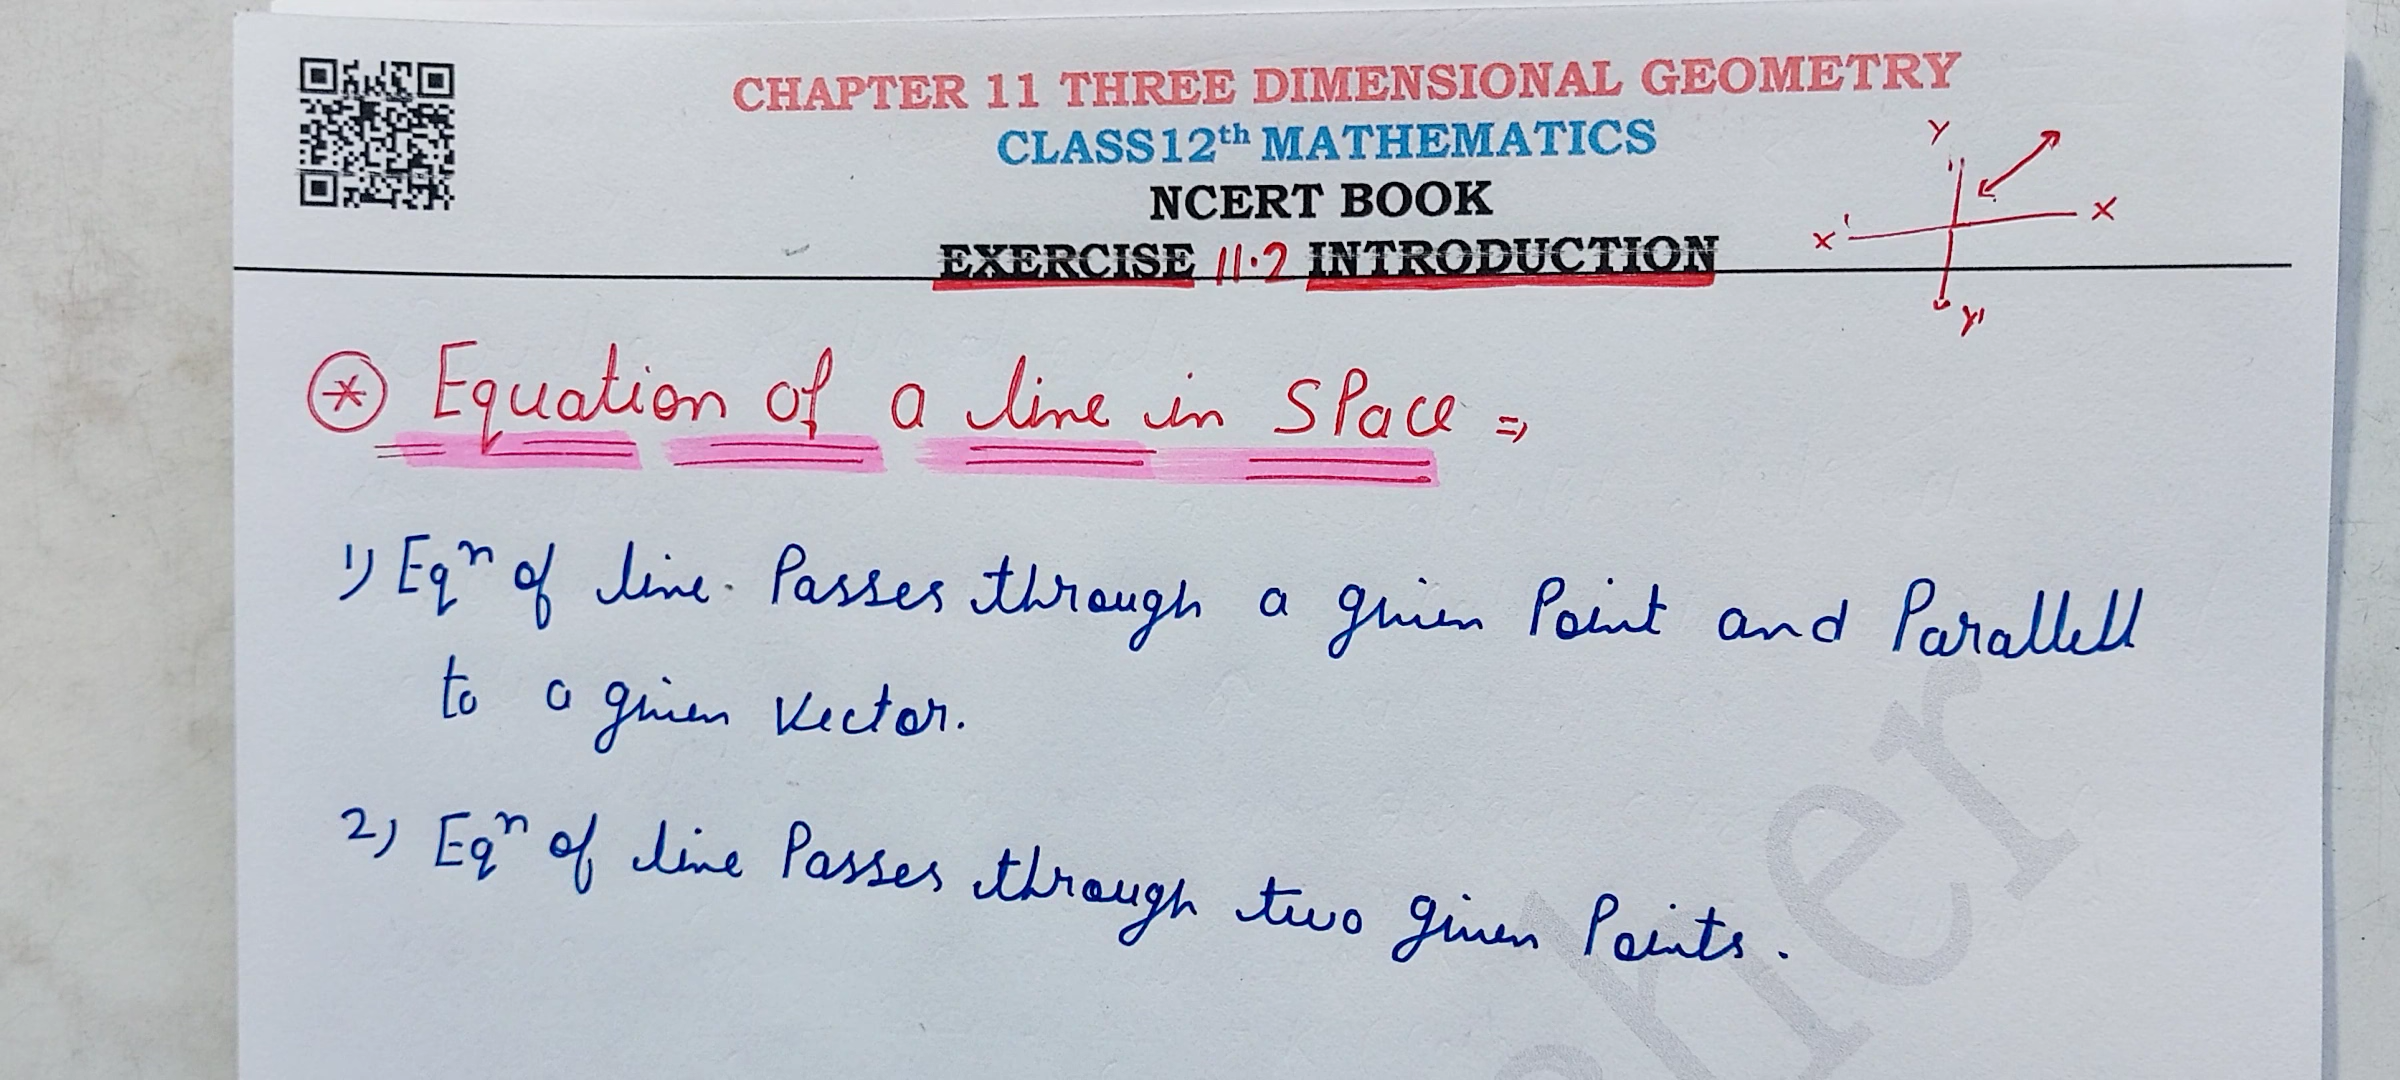 CHAPTER 11 THREE DIMENSIONAL GEOMETRY
CLASS12th MATHEMATICS
NCERT BOOK
EXERCISE 11.2 INTRODUCTION
Y
X' X
Y'
* Equation of a line in SPace =>
1) Eqn of line. Passes through a given Point and Parallell
to a given Vector.
2) Eqn of line Passes through two given Points.